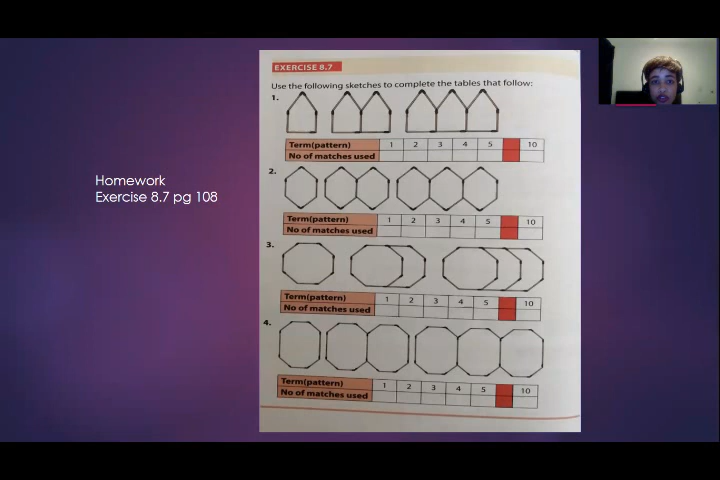 Homework
Exercise 8.7 pg 108
EXERCISE 8.7
Use the following sketches to complete the tables that follow:
1.
Term(pattern) 1 2 3 4 5 10
No of matches used
2.
Term(pattern) 1 2 3 4 5 10
No of matches used
3.
Term(pattern) 1 2 3 4 5 10
No of matches used
4.
Term(pattern) 1 2 3 4 5 10
No of matches used